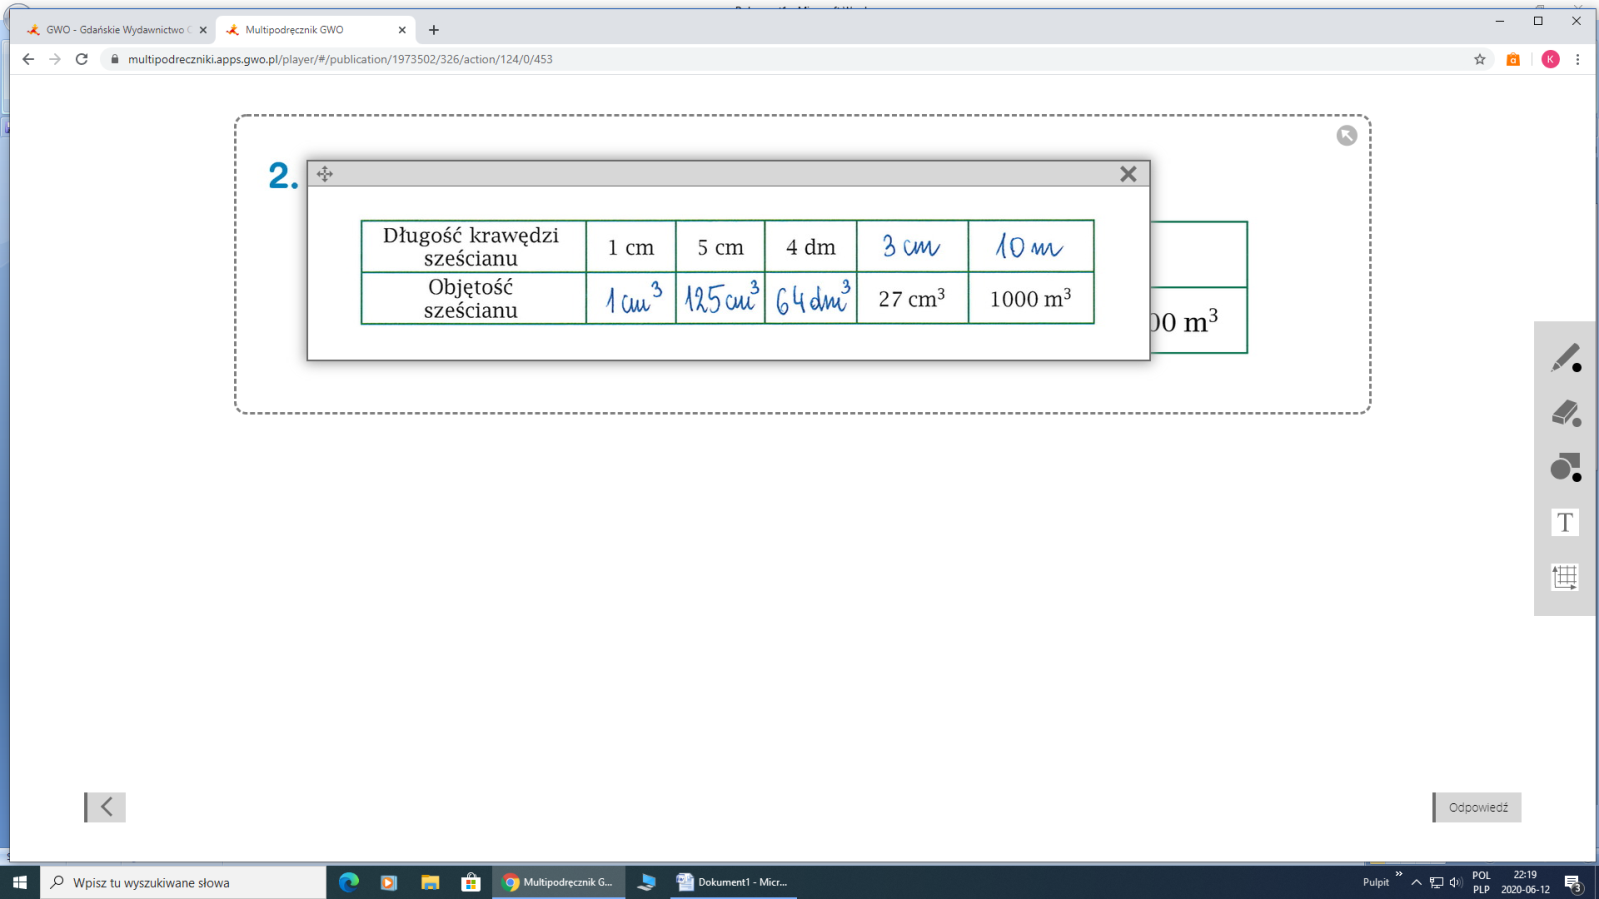 GWO - Gdańskie Wydawnictwo O
Multipodręcznik GWO
multipodreczniki.apps.gwo.pl/player/#/publication/1973502/326/action/124/0/453
K
2.
Długość krawędzi sześcianu 1 cm 5 cm 4 dm 3 cm 10 m
Objętość sześcianu 1 cm³ 125 cm³ 64 dm³ 27 cm³ 1000 m³
00 m³
T
Odpowiedź
Wpisz tu wyszukiwane słowa
Multipodręcznik G...
Dokument1 - Micr...
Pulpit
POL
PLP
22:19
2020-06-12
3